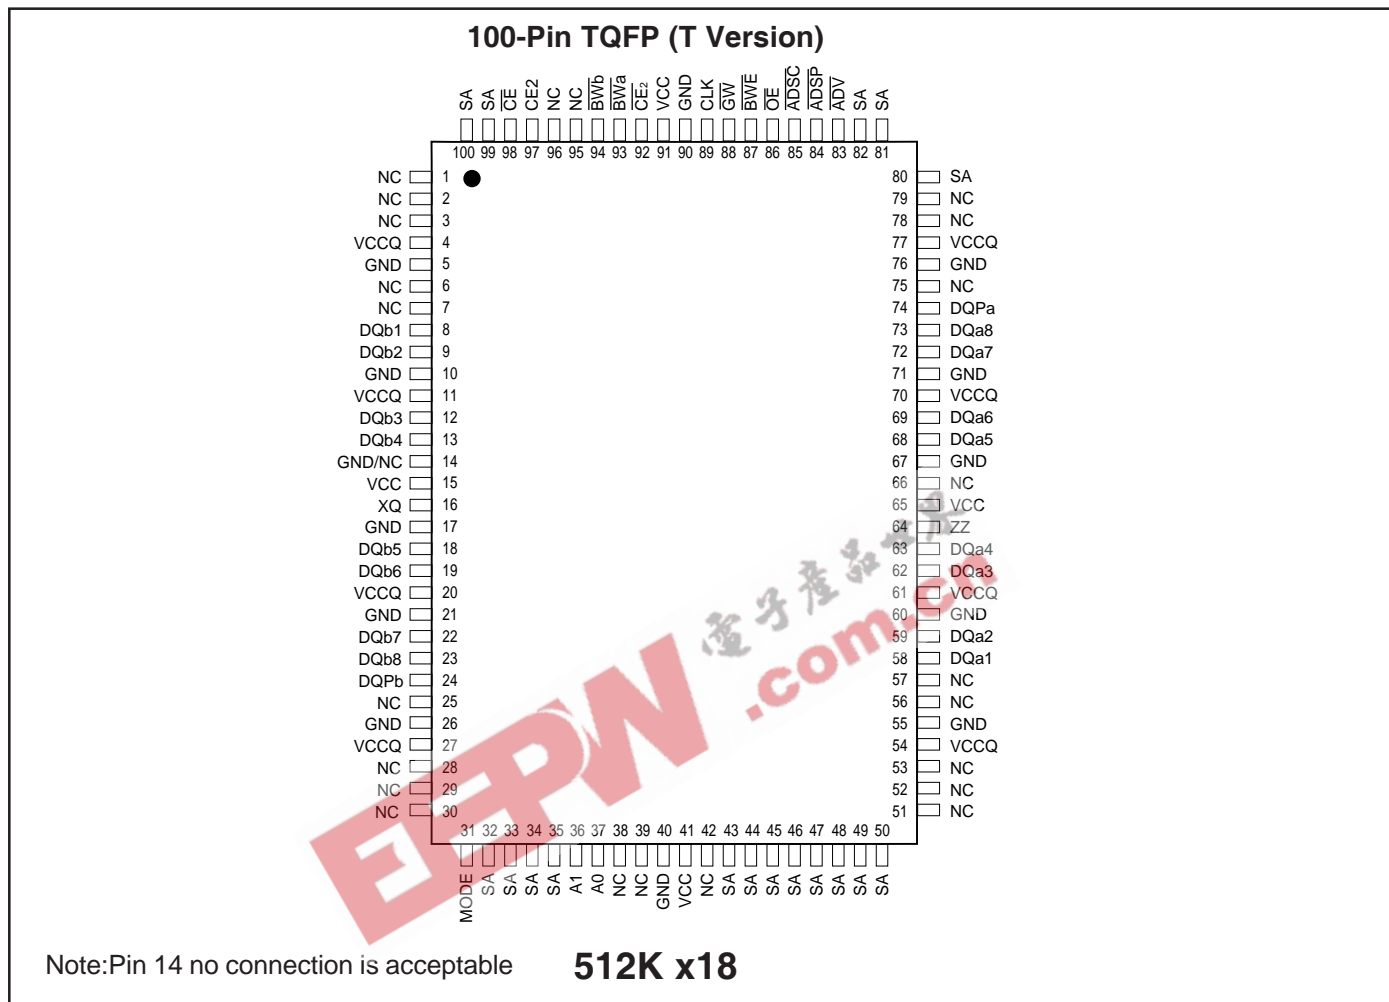 100-Pin TQFP (T Version)
SA SA CE CE2 NC NC BWb BWa CE2 VCC GND CLK GW BWE OE ADSC ADSP ADV SA SA
100 99 98 97 96 95 94 93 92 91 90 89 88 87 86 85 84 83 82 81
NC 1 80 SA
NC 2 79 NC
NC 3 78 NC
VCCQ 4 77 VCCQ
GND 5 76 GND
NC 6 75 NC
NC 7 74 DQPa
DQb1 8 73 DQa8
DQb2 9 72 DQa7
GND 10 71 GND
VCCQ 11 70 VCCQ
DQb3 12 69 DQa6
DQb4 13 68 DQa5
GND/NC 14 67 GND
VCC 15 66 NC
XQ 16 65 VCC
GND 17 64 ZZ
DQb5 18 63 DQa4
DQb6 19 62 DQa3
VCCQ 20 61 VCCQ
GND 21 60 GND
DQb7 22 59 DQa2
DQb8 23 58 DQa1
DQPb 24 57 NC
NC 25 56 NC
GND 26 55 GND
VCCQ 27 54 VCCQ
NC 28 53 NC
NC 29 52 NC
NC 30 51 NC
31 32 33 34 35 36 37 38 39 40 41 42 43 44 45 46 47 48 49 50
MODE SA SA SA SA A1 A0 NC NC GND VCC NC SA SA SA SA SA SA SA SA
EEPW.com.cn
電子產品世界
Note:Pin 14 no connection is acceptable
512K x18